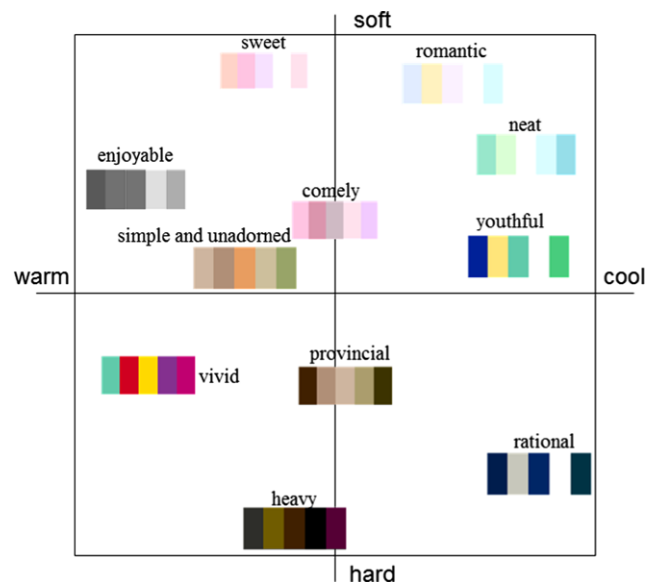 soft
sweet
romantic
neat
enjoyable
comely
youthful
simple and unadorned
warm
cool
provincial
vivid
rational
heavy
hard